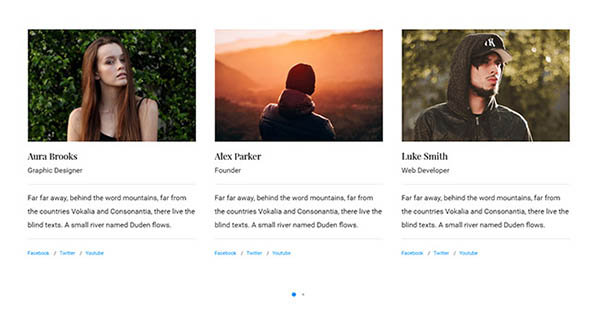 Aura Brooks
Graphic Designer
Far far away, behind the word mountains, far from
the countries Vokalia and Consonantia, there live the
blind texts. A small river named Duden flows.
Facebook / Twitter / Youtube
Alex Parker
Founder
Far far away, behind the word mountains, far from
the countries Vokalia and Consonantia, there live the
blind texts. A small river named Duden flows.
Facebook / Twitter / Youtube
Luke Smith
Web Developer
Far far away, behind the word mountains, far from
the countries Vokalia and Consonantia, there live the
blind texts. A small river named Duden flows.
Facebook / Twitter / Youtube